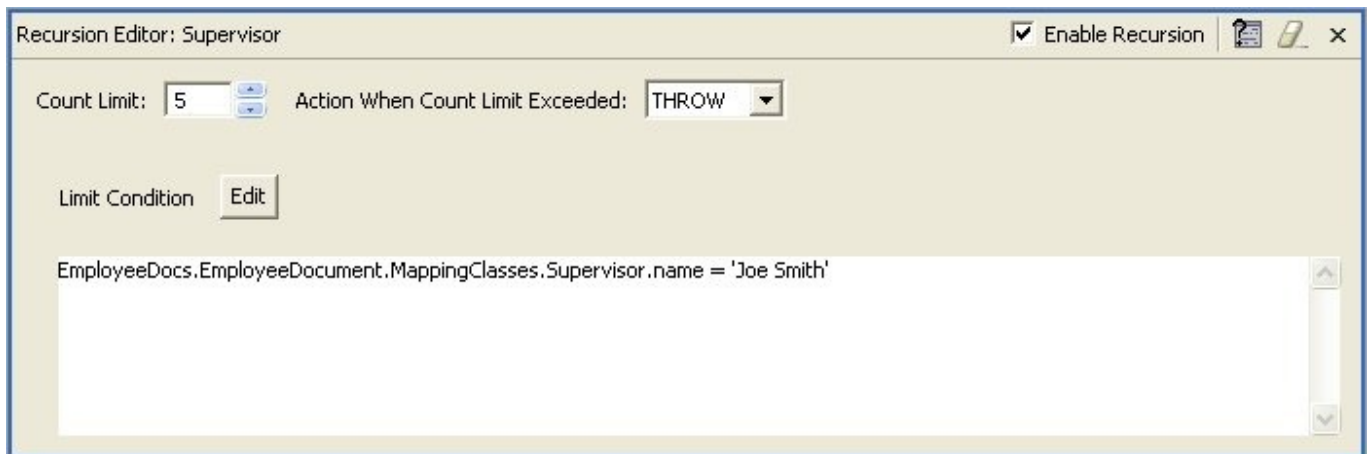 Recursion Editor: Supervisor Enable Recursion
Count Limit: 5 Action When Count Limit Exceeded: THROW
Limit Condition Edit
EmployeeDocs.EmployeeDocument.MappingClasses.Supervisor.name = 'Joe Smith'